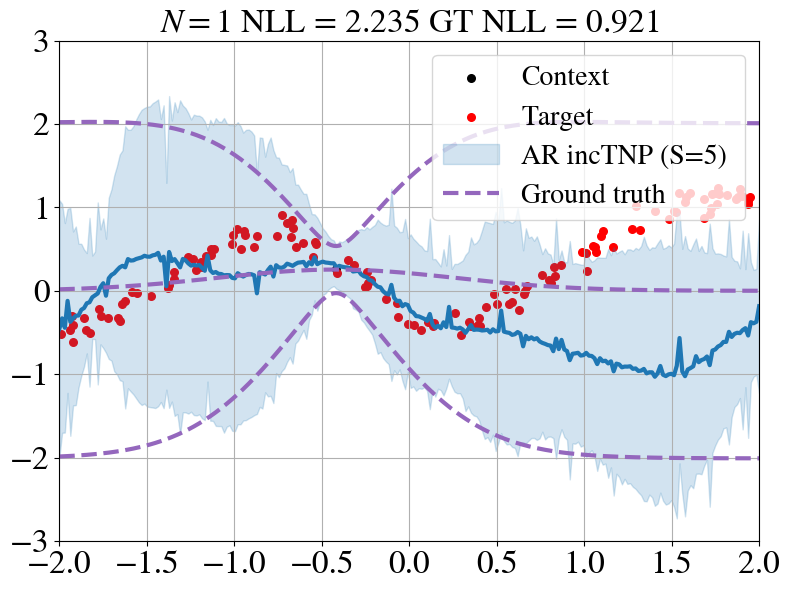 N = 1 NLL = 2.235 GT NLL = 0.921
3
2
1
0
−1
−2
−3
Context
Target
AR incTNP (S=5)
Ground truth
−2.0 −1.5 −1.0 −0.5 0.0 0.5 1.0 1.5 2.0